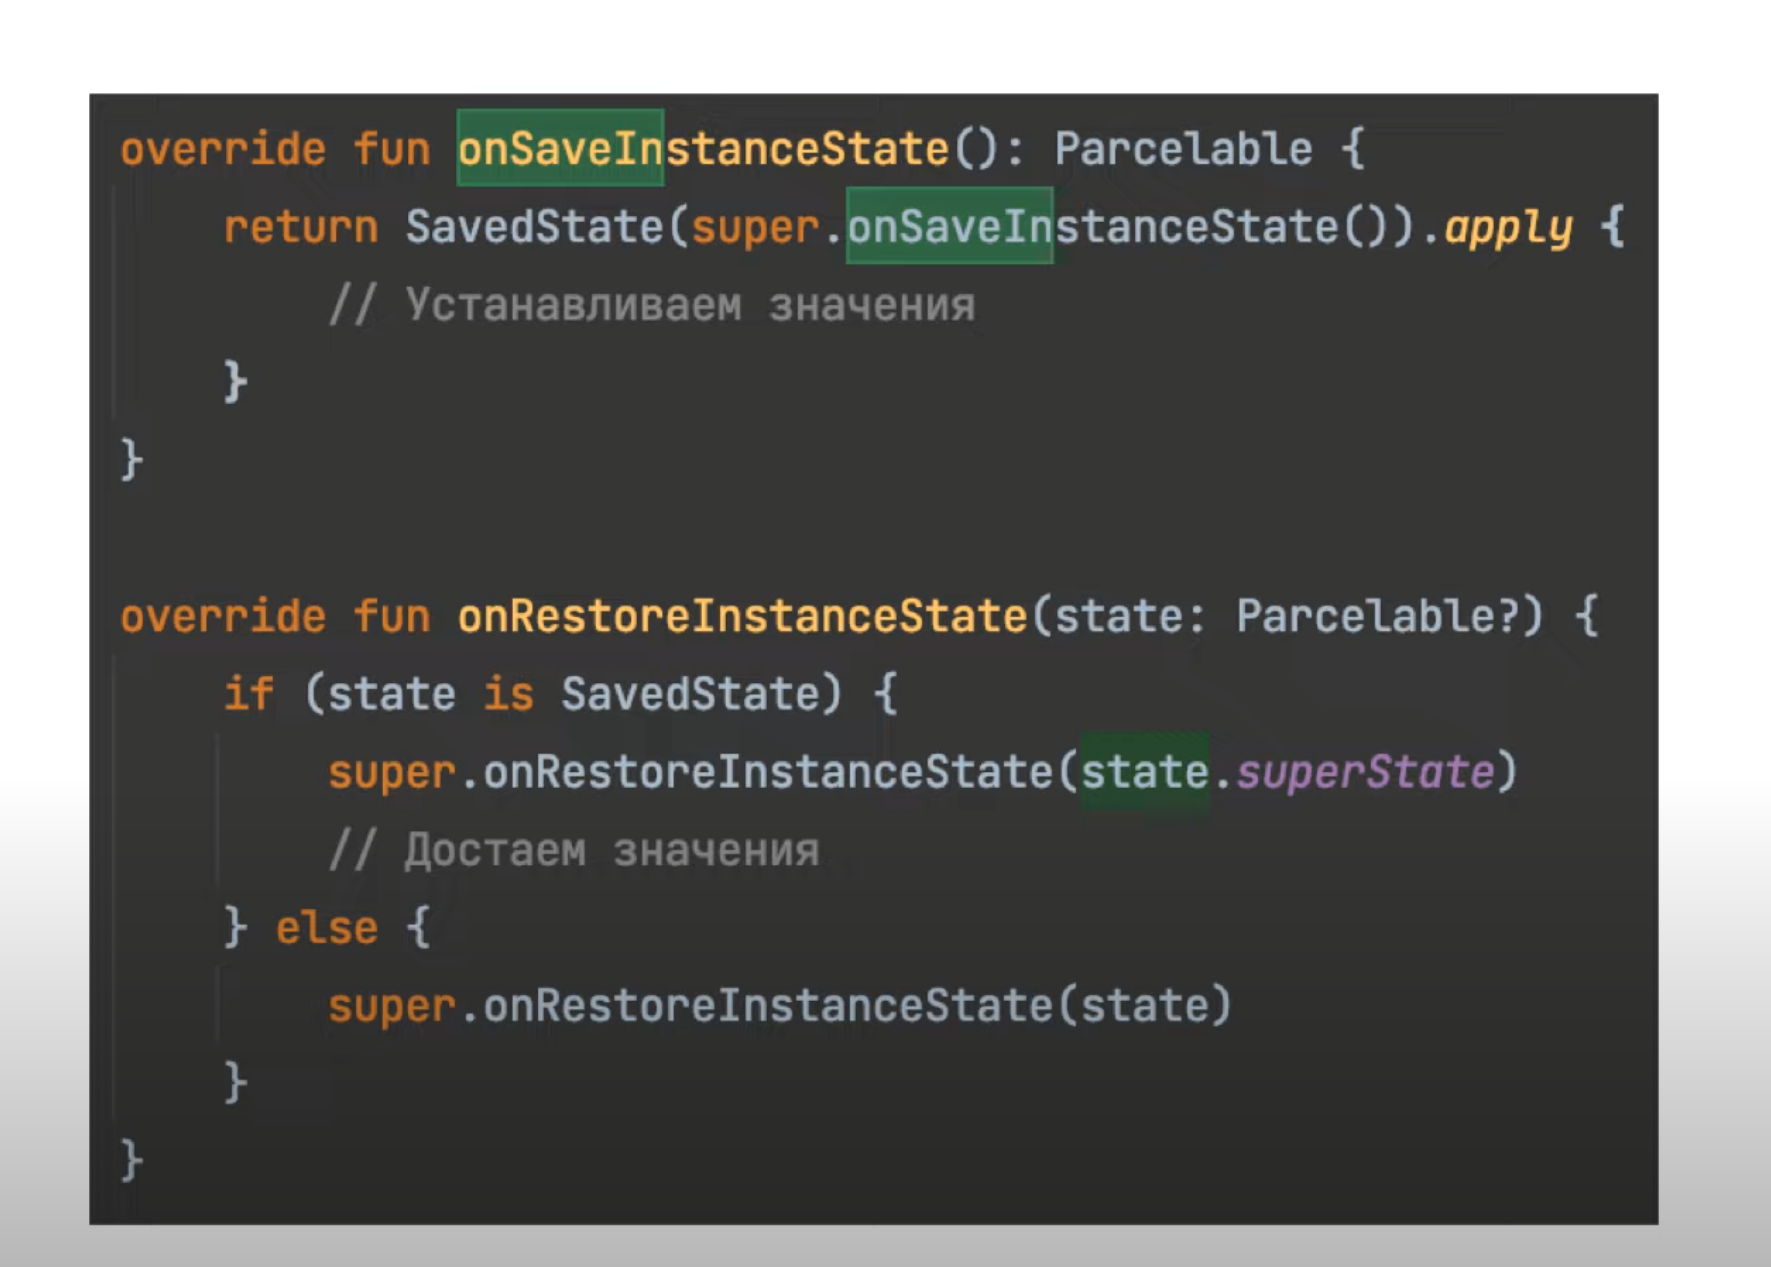 override fun onSaveInstanceState(): Parcelable {
return SavedState(super.onSaveInstanceState()).apply {
// Устанавливаем значения
}
}
override fun onRestoreInstanceState(state: Parcelable?) {
if (state is SavedState) {
super.onRestoreInstanceState(state.superState)
// Достаем значения
} else {
super.onRestoreInstanceState(state)
}
}